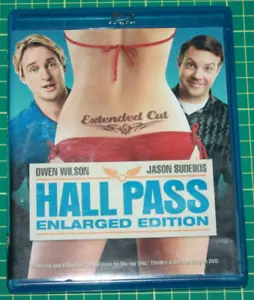 Extended Cut
OWEN WILSON JASON SUDEIKIS
HALL PASS
ENLARGED EDITION